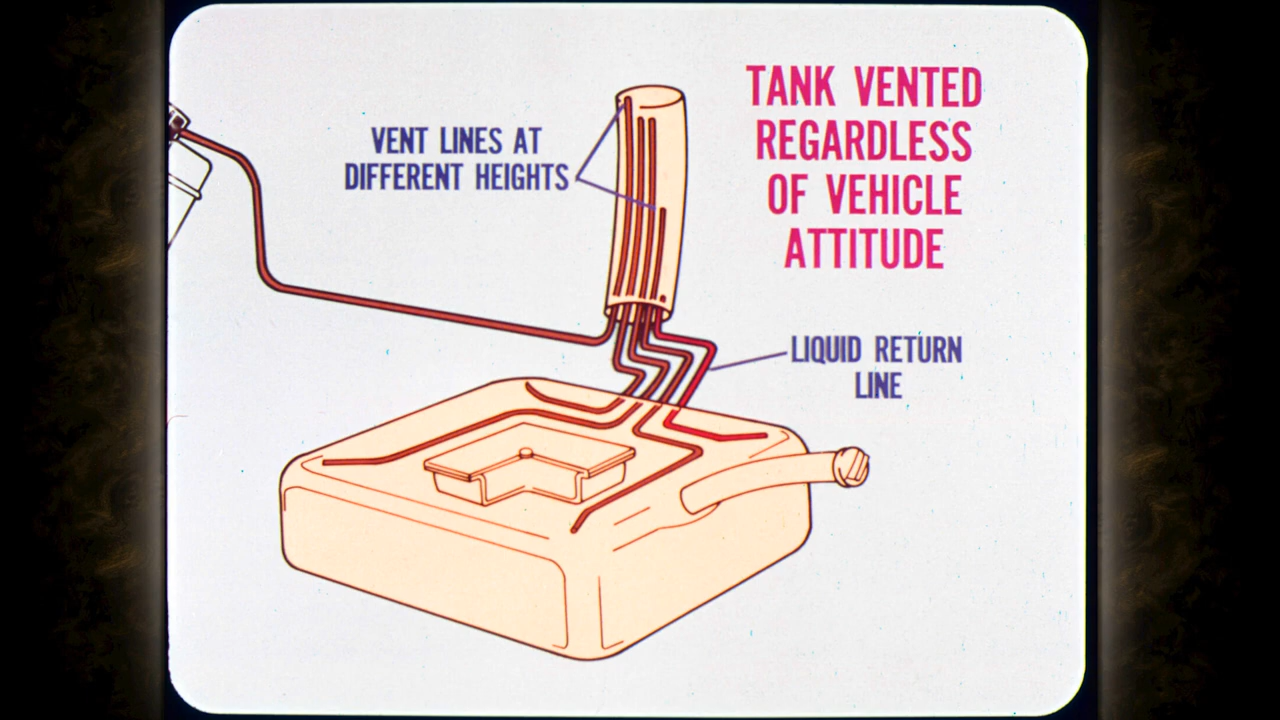 TANK VENTED
REGARDLESS
OF VEHICLE
ATTITUDE
VENT LINES AT
DIFFERENT HEIGHTS
LIQUID RETURN
LINE